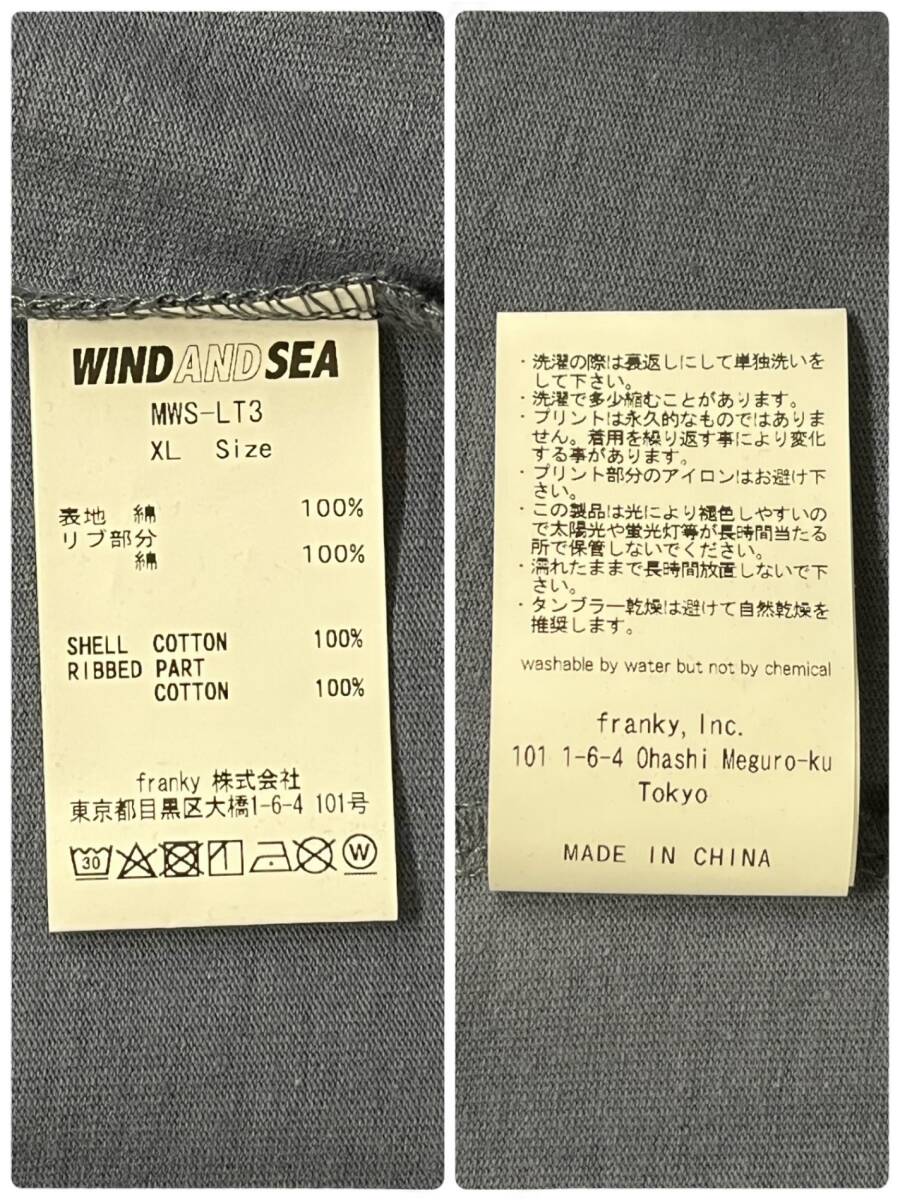 WIND AND SEA
MWS-LT3
XL Size
表地 綿 100%
リブ部分
綿 100%
SHELL COTTON 100%
RIBBED PART
COTTON 100%
franky 株式会社
東京都目黒区大橋1-6-4 101号
30 W
・洗濯の際は裏返しにして単独洗いを
して下さい。
・洗濯で多少縮むことがあります。
・プリントは永久的なものではありま
せん。着用を繰り返す事により変化
する事があります。
・プリント部分のアイロンはお避け下
さい。
・この製品は光により褪色しやすいの
で太陽光や蛍光灯等が長時間当たる
所で保管しないでください。
・濡れたままで長時間放置しないで下
さい。
・タンブラー乾燥は避けて自然乾燥を
推奨します。
washable by water but not by chemical
franky, Inc.
101 1-6-4 Ohashi Meguro-ku
Tokyo
MADE IN CHINA